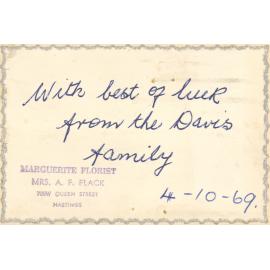 With best of luck
from the Davis
family
MARGUERITE FLORIST
MRS. A. F. FLACK
QUEEN STREET
HASTINGS
4-10-69.